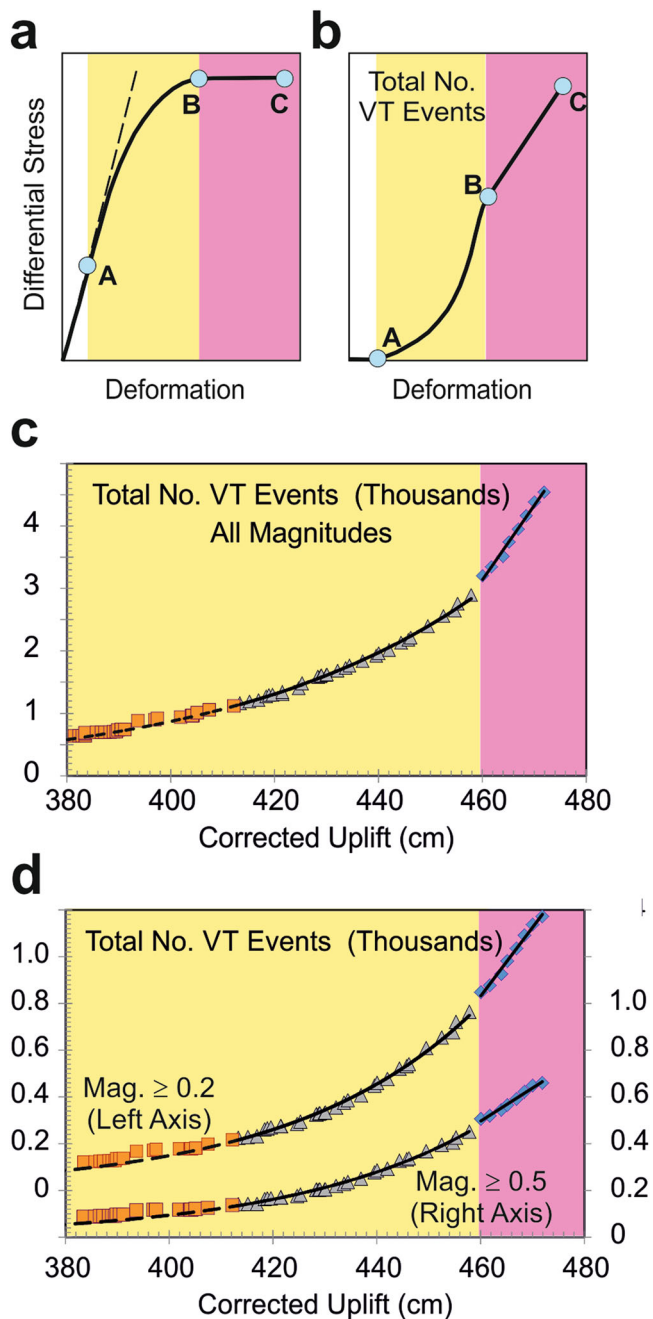 a
Differential Stress
A
B
C
Deformation
b
Total No.
VT Events
A
B
C
Deformation
c
Total No. VT Events (Thousands)
All Magnitudes
4
3
2
1
0
380 400 420 440 460 480
Corrected Uplift (cm)
d
Total No. VT Events (Thousands)
1.0
0.8
0.6
0.4
0.2
0
Mag. ≥ 0.2
(Left Axis)
Mag. ≥ 0.5
(Right Axis)
1.0
0.8
0.6
0.4
0.2
0
380 400 420 440 460 480
Corrected Uplift (cm)